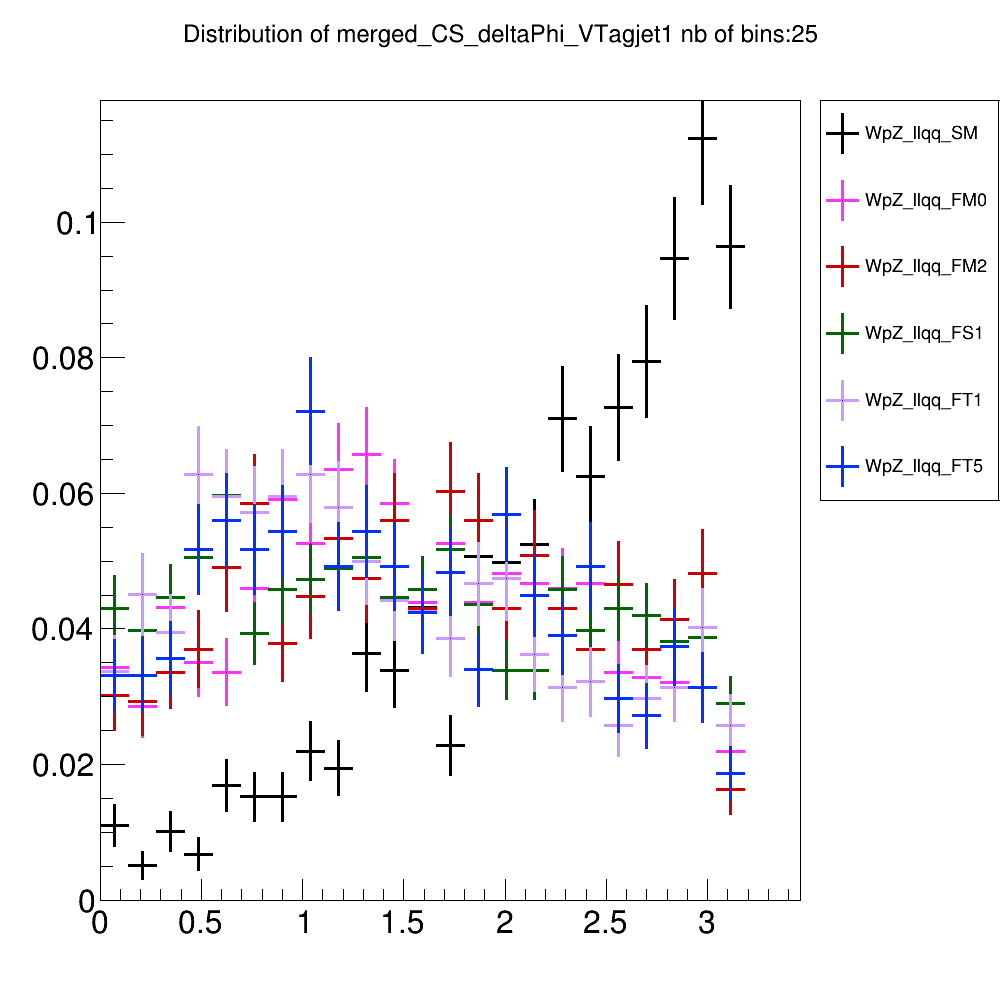 Distribution of merged_CS_deltaPhi_VTagjet1 nb of bins:25
WpZ_llqq_SM
WpZ_llqq_FM0
WpZ_llqq_FM2
WpZ_llqq_FS1
WpZ_llqq_FT1
WpZ_llqq_FT5
0.1
0.08
0.06
0.04
0.02
0
0 0.5 1 1.5 2 2.5 3